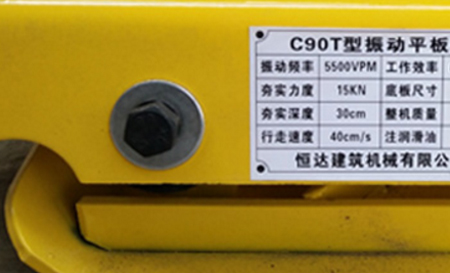 C90T型振动平板
振动频率 5500VPM 工作效率
夯实力度 15KN 底板尺寸
夯实深度 30cm 整机质量
行走速度 40cm/s 注润滑油
恒达建筑机械有限公